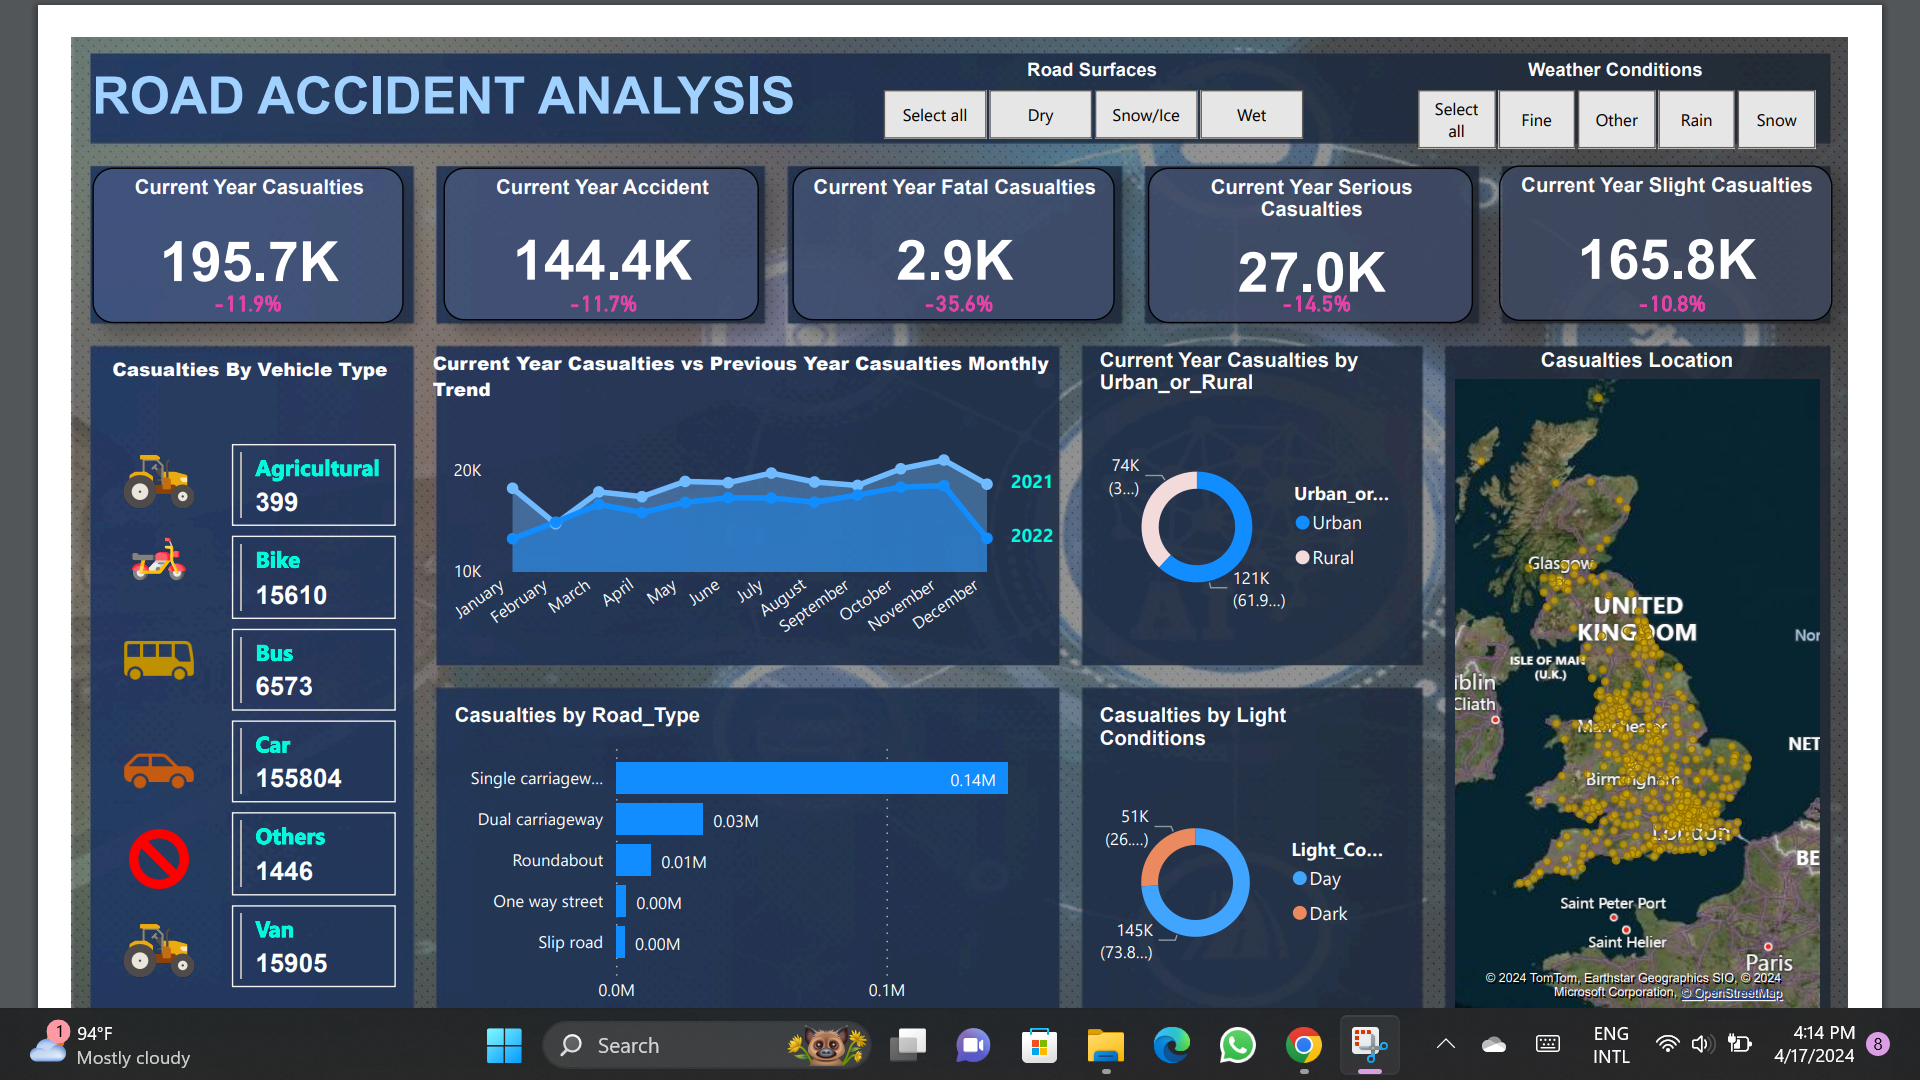 ROAD ACCIDENT ANALYSIS
Road Surfaces
Select all
Dry
Snow/Ice
Wet
Weather Conditions
Select
all
Fine
Other
Rain
Snow
Current Year Casualties
195.7K
-11.9%
Current Year Accident
144.4K
-11.7%
Current Year Fatal Casualties
2.9K
-35.6%
Current Year Serious
Casualties
27.0K
-14.5%
Current Year Slight Casualties
165.8K
-10.8%
Casualties By Vehicle Type
Agricultural
399
Bike
15610
Bus
6573
Car
155804
Others
1446
Van
15905
Current Year Casualties vs Previous Year Casualties Monthly
Trend
20K
10K
2021
2022
January
February
March
April
May
June
July
August
September
October
November
December
Current Year Casualties by
Urban_or_Rural
74K
(3...)
121K
(61.9...)
Urban_or...
Urban
Rural
Casualties by Road_Type
Single carriagew...
0.14M
Dual carriageway
0.03M
Roundabout
0.01M
One way street
0.00M
Slip road
0.00M
0.0M
0.1M
Casualties by Light
Conditions
51K
(26....)
145K
(73.8...)
Light_Co...
Day
Dark
Casualties Location
Glasgow
UNITED
KINGDOM
Nor
ISLE OF MAN
(U.K.)
iblin
Cliath
Manchester
NET
Birmingham
London
BE
Saint Peter Port
Saint Helier
Paris
© 2024 TomTom, Earthstar Geographics SIO, © 2024
Microsoft Corporation, © OpenStreetMap
1
94°F
Mostly cloudy
Search
ENG
INTL
4:14 PM
4/17/2024
8